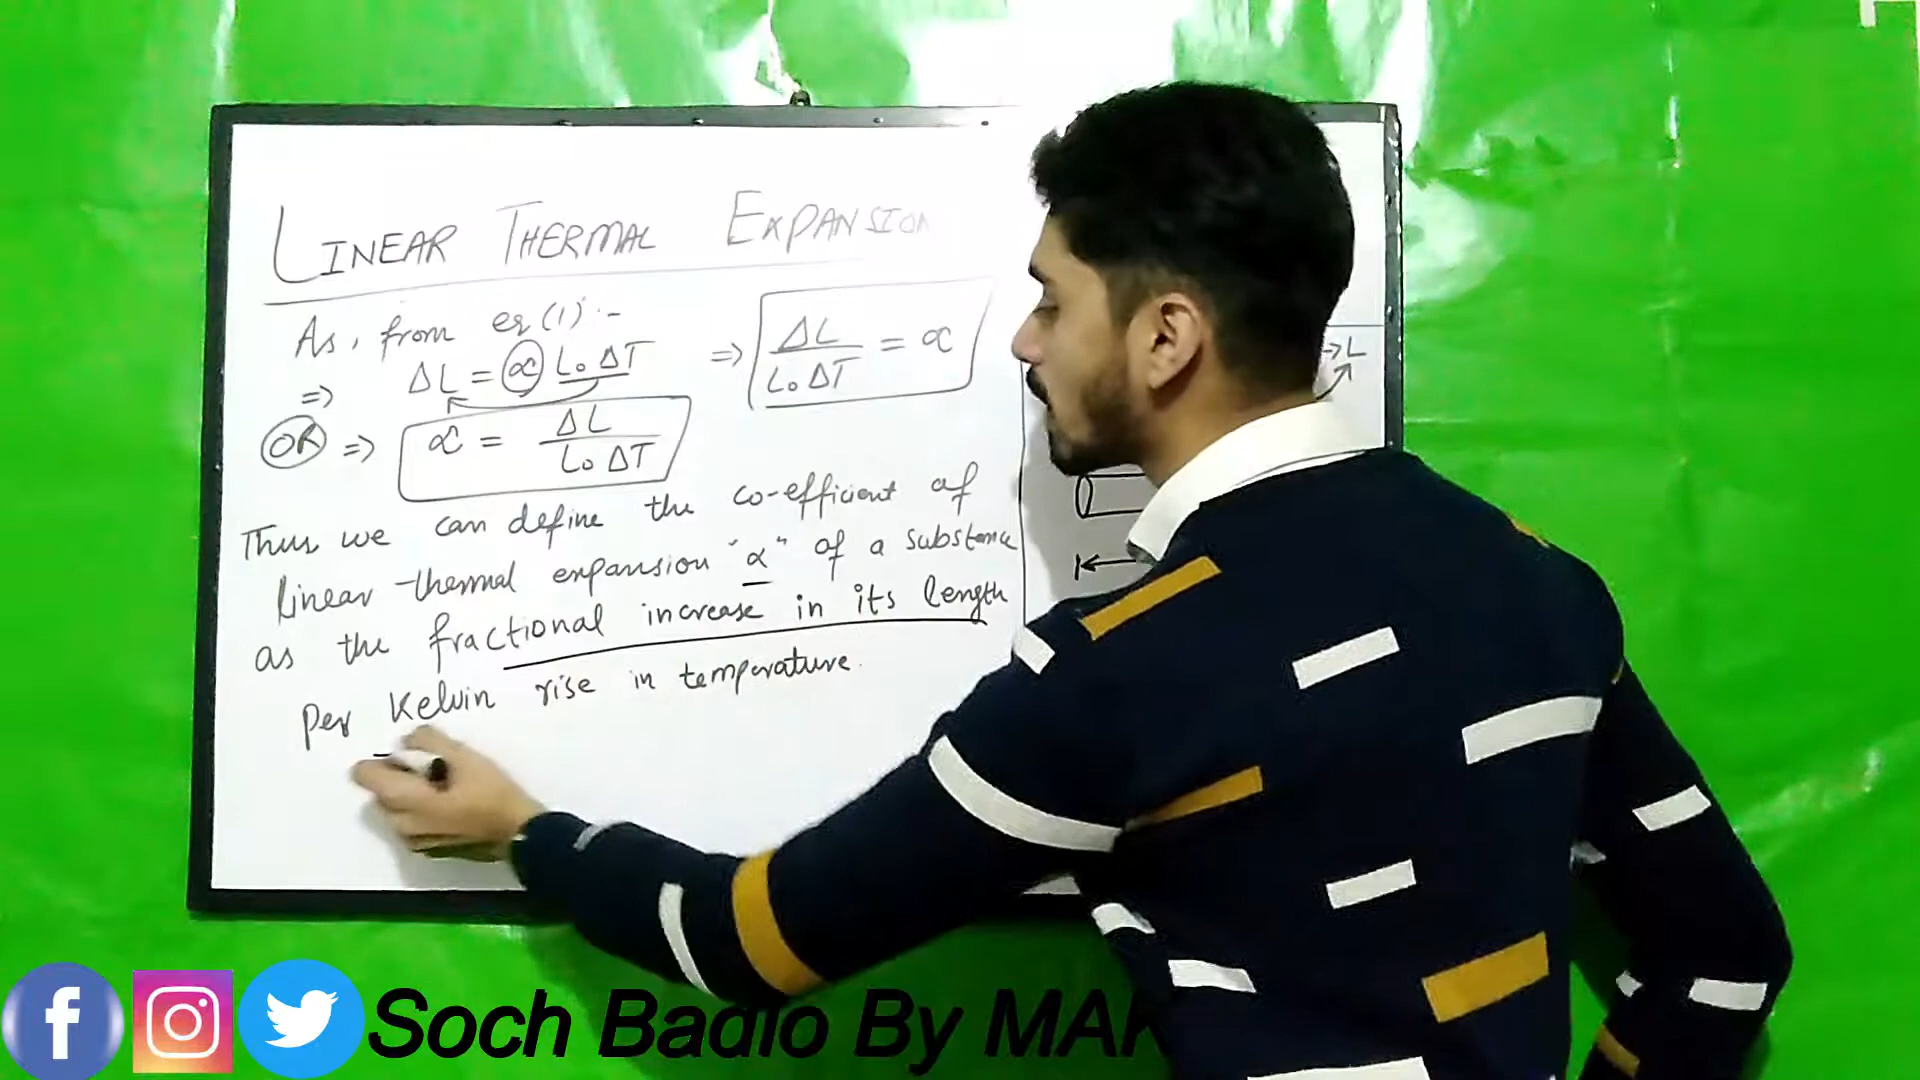 LINEAR THERMAL EXPANSION
As, from eq (1) :-
=> ΔL = α L₀ ΔT => ΔL / L₀ ΔT = α
OR => α = ΔL / L₀ ΔT
Thus we can define the co-efficient of
linear thermal expansion "α" of a substance
as the fractional increase in its length
Per Kelvin rise in temperature.
→L
Soch Badlo By MAK